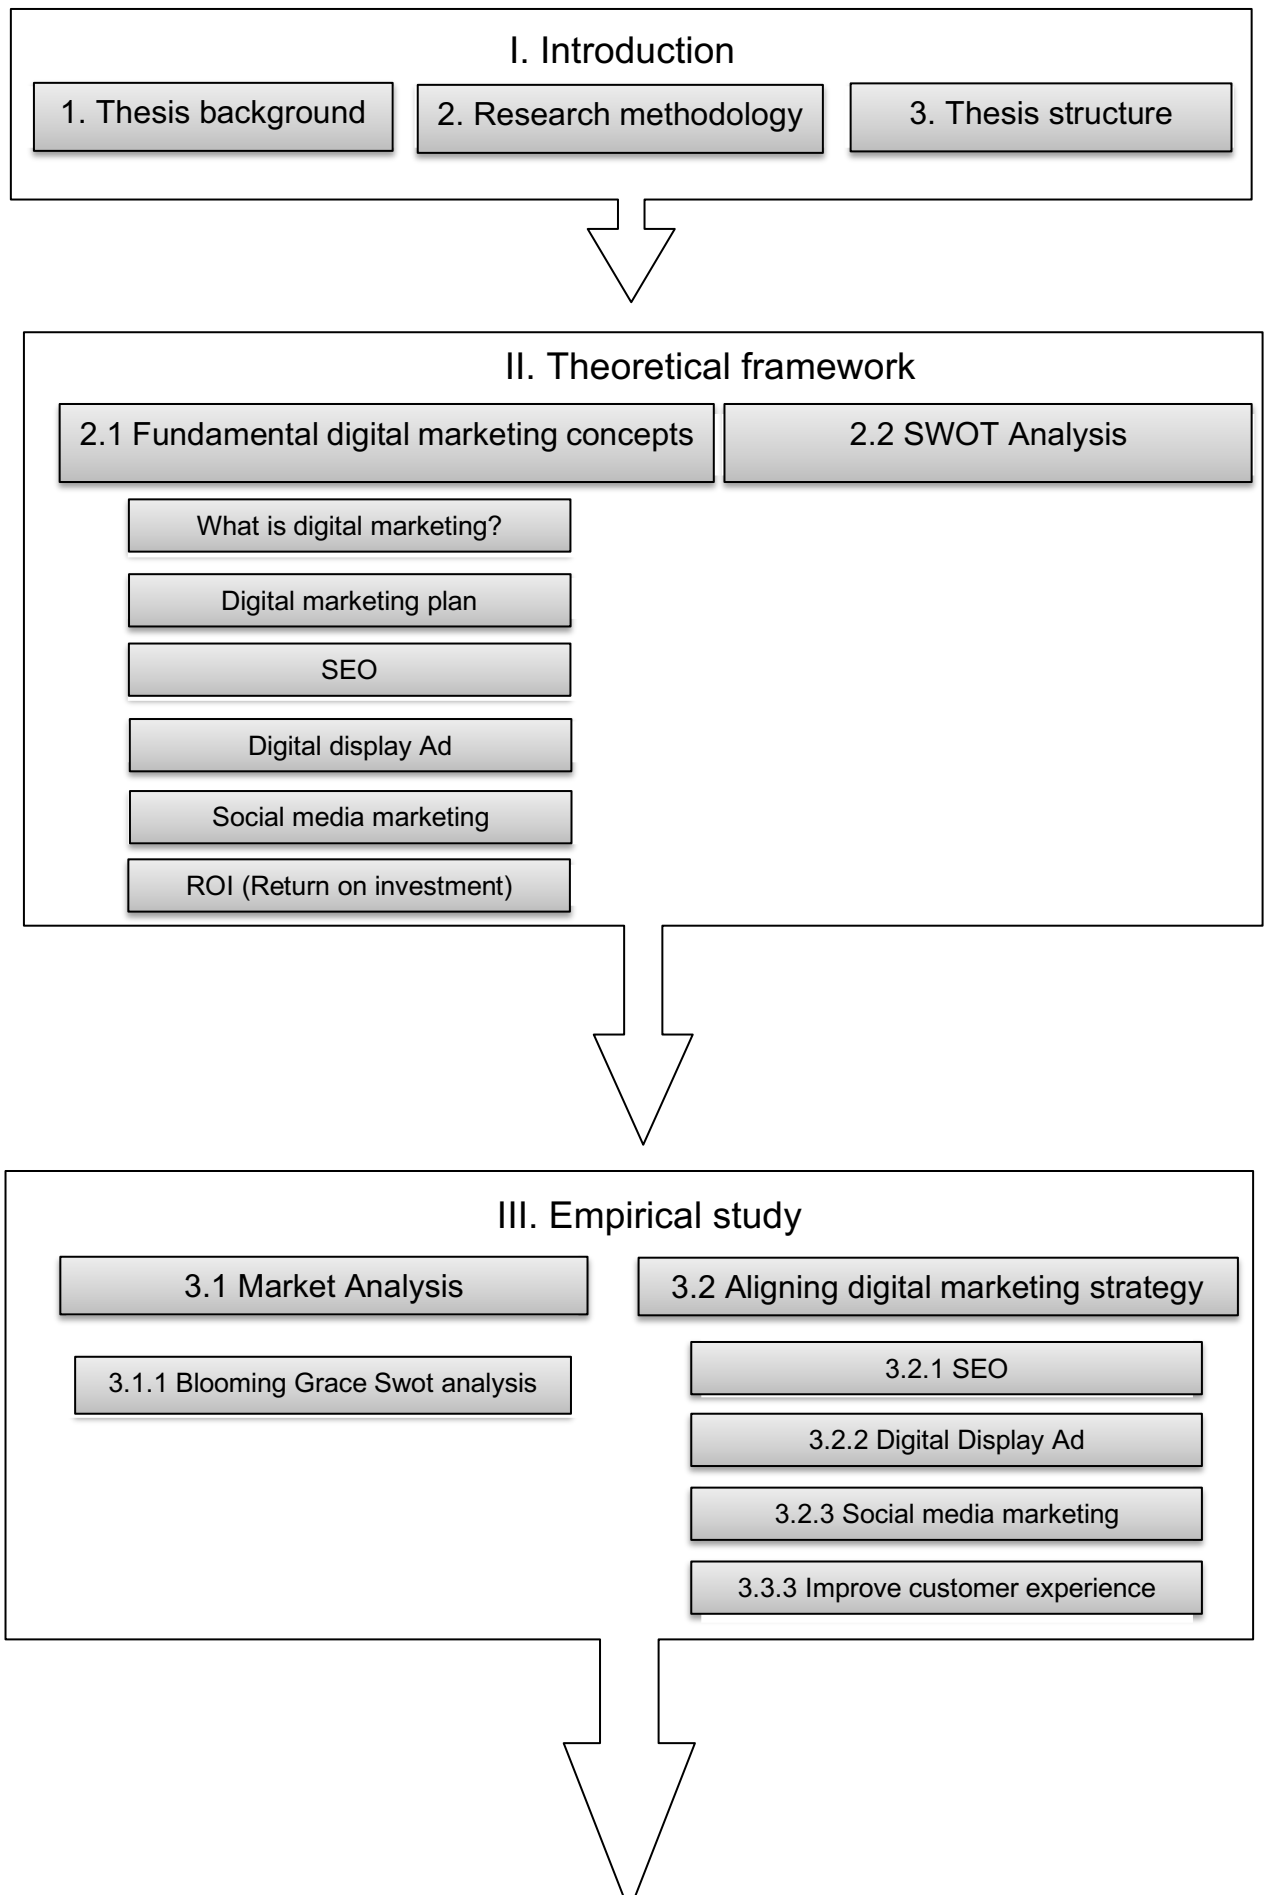 I. Introduction
1. Thesis background
2. Research methodology
3. Thesis structure
II. Theoretical framework
2.1 Fundamental digital marketing concepts
2.2 SWOT Analysis
What is digital marketing?
Digital marketing plan
SEO
Digital display Ad
Social media marketing
ROI (Return on investment)
III. Empirical study
3.1 Market Analysis
3.2 Aligning digital marketing strategy
3.1.1 Blooming Grace Swot analysis
3.2.1 SEO
3.2.2 Digital Display Ad
3.2.3 Social media marketing
3.3.3 Improve customer experience